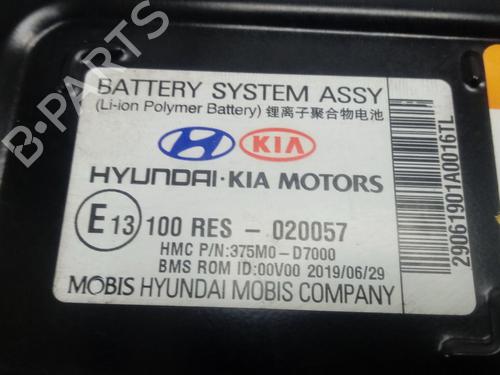 BATTERY SYSTEM ASSY
(Li-ion Polymer Battery) 锂离子聚合物电池
KIA
HYUNDAI·KIA MOTORS
E13 100 RES - 020057
HMC P/N:375M0-D7000
BMS ROM ID:00V00 2019/06/29
MOBIS HYUNDAI MOBIS COMPANY
29061901A0016TL
B-PARTS